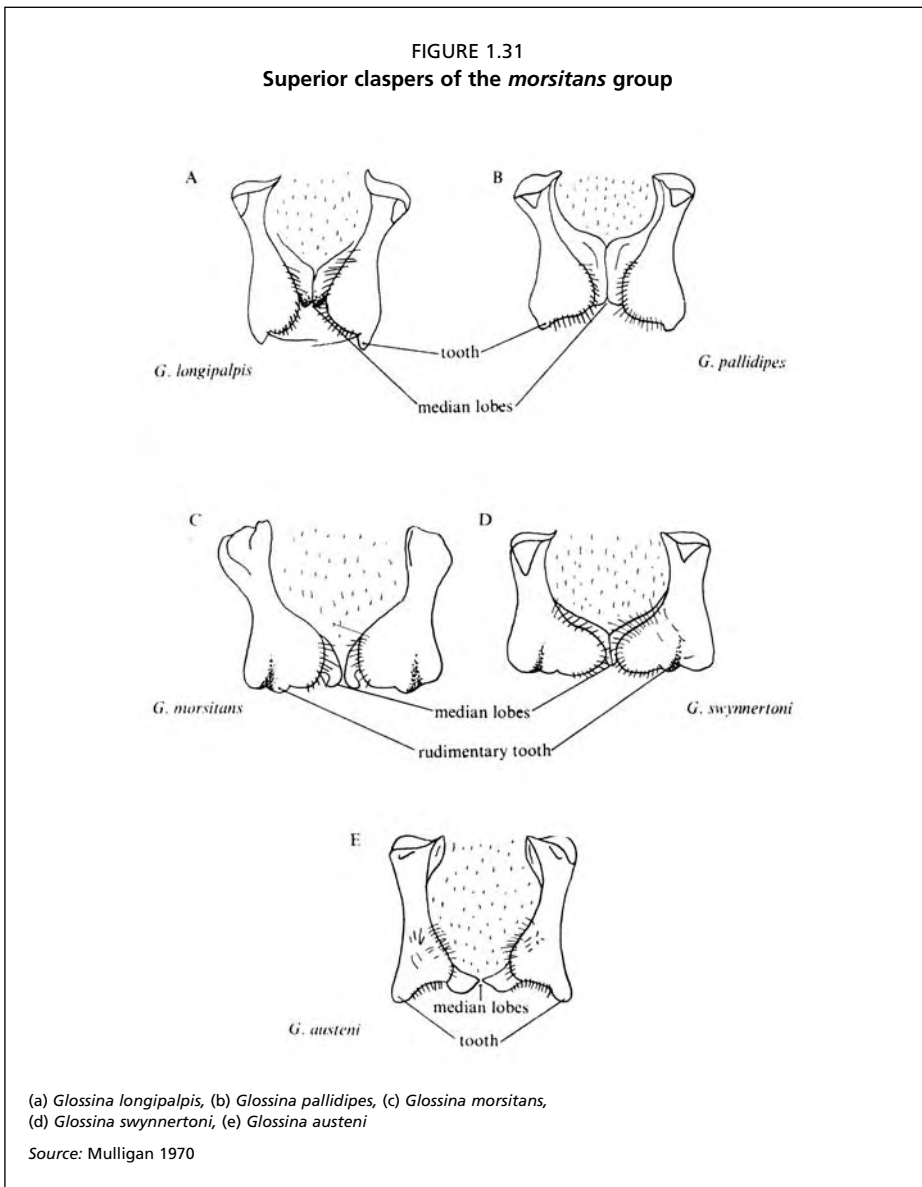 FIGURE 1.31
Superior claspers of the morsitans group
A
B
tooth
G. longipalpis
G. pallidipes
median lobes
C
D
G. morsitans
median lobes
G. swynnertoni
rudimentary tooth
E
median lobes
G. austeni
tooth
(a) Glossina longipalpis, (b) Glossina pallidipes, (c) Glossina morsitans,
(d) Glossina swynnertoni, (e) Glossina austeni
Source: Mulligan 1970